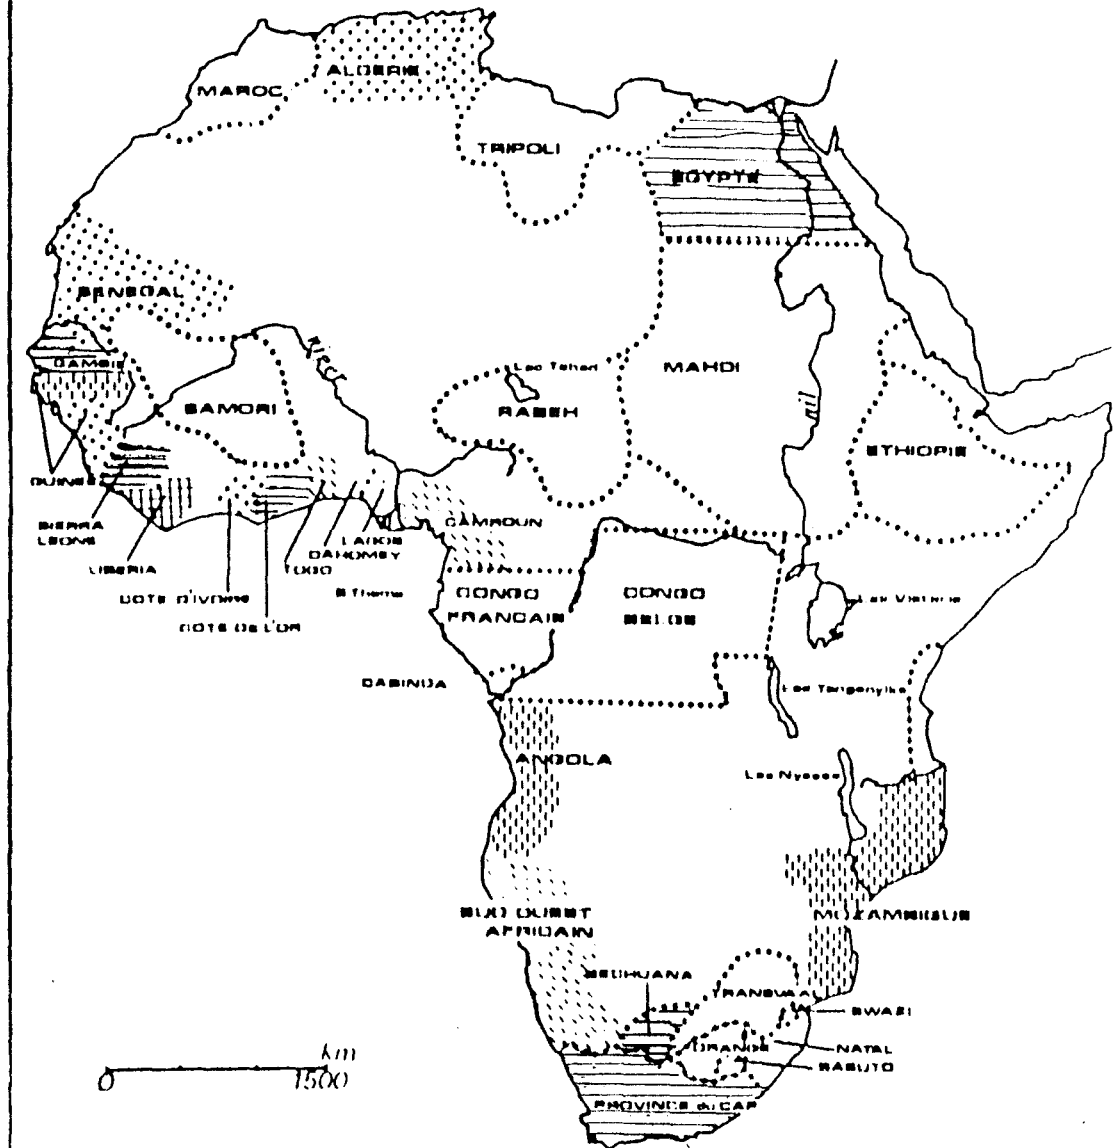 ALGERIE
MAROC
TRIPOLI
EGYPTE
SENEGAL
GAMBIE
niger
Lac Tchad
MAHDI
SAMORI
RABEH
nil
ETHIOPIE
GUINEE
SIERRA
LEONE
CAMROUN
LAGOS
DAHOMEY
LIBERIA
TOGO
COTE D'IVOIRE
S Thome
CONGO
FRANCAIS
CONGO
BELGE
Lac Victoria
COTE DE L'OR
CABINDA
Lac Tanganyika
ANGOLA
Lac Nyassa
SUD OUEST
AFRICAIN
MOZAMBIQUE
BECHUANA
TRANSVAAL
SWAZI
ORANGE
NATAL
BASUTO
km
0 1500
PROVINCE du CAP